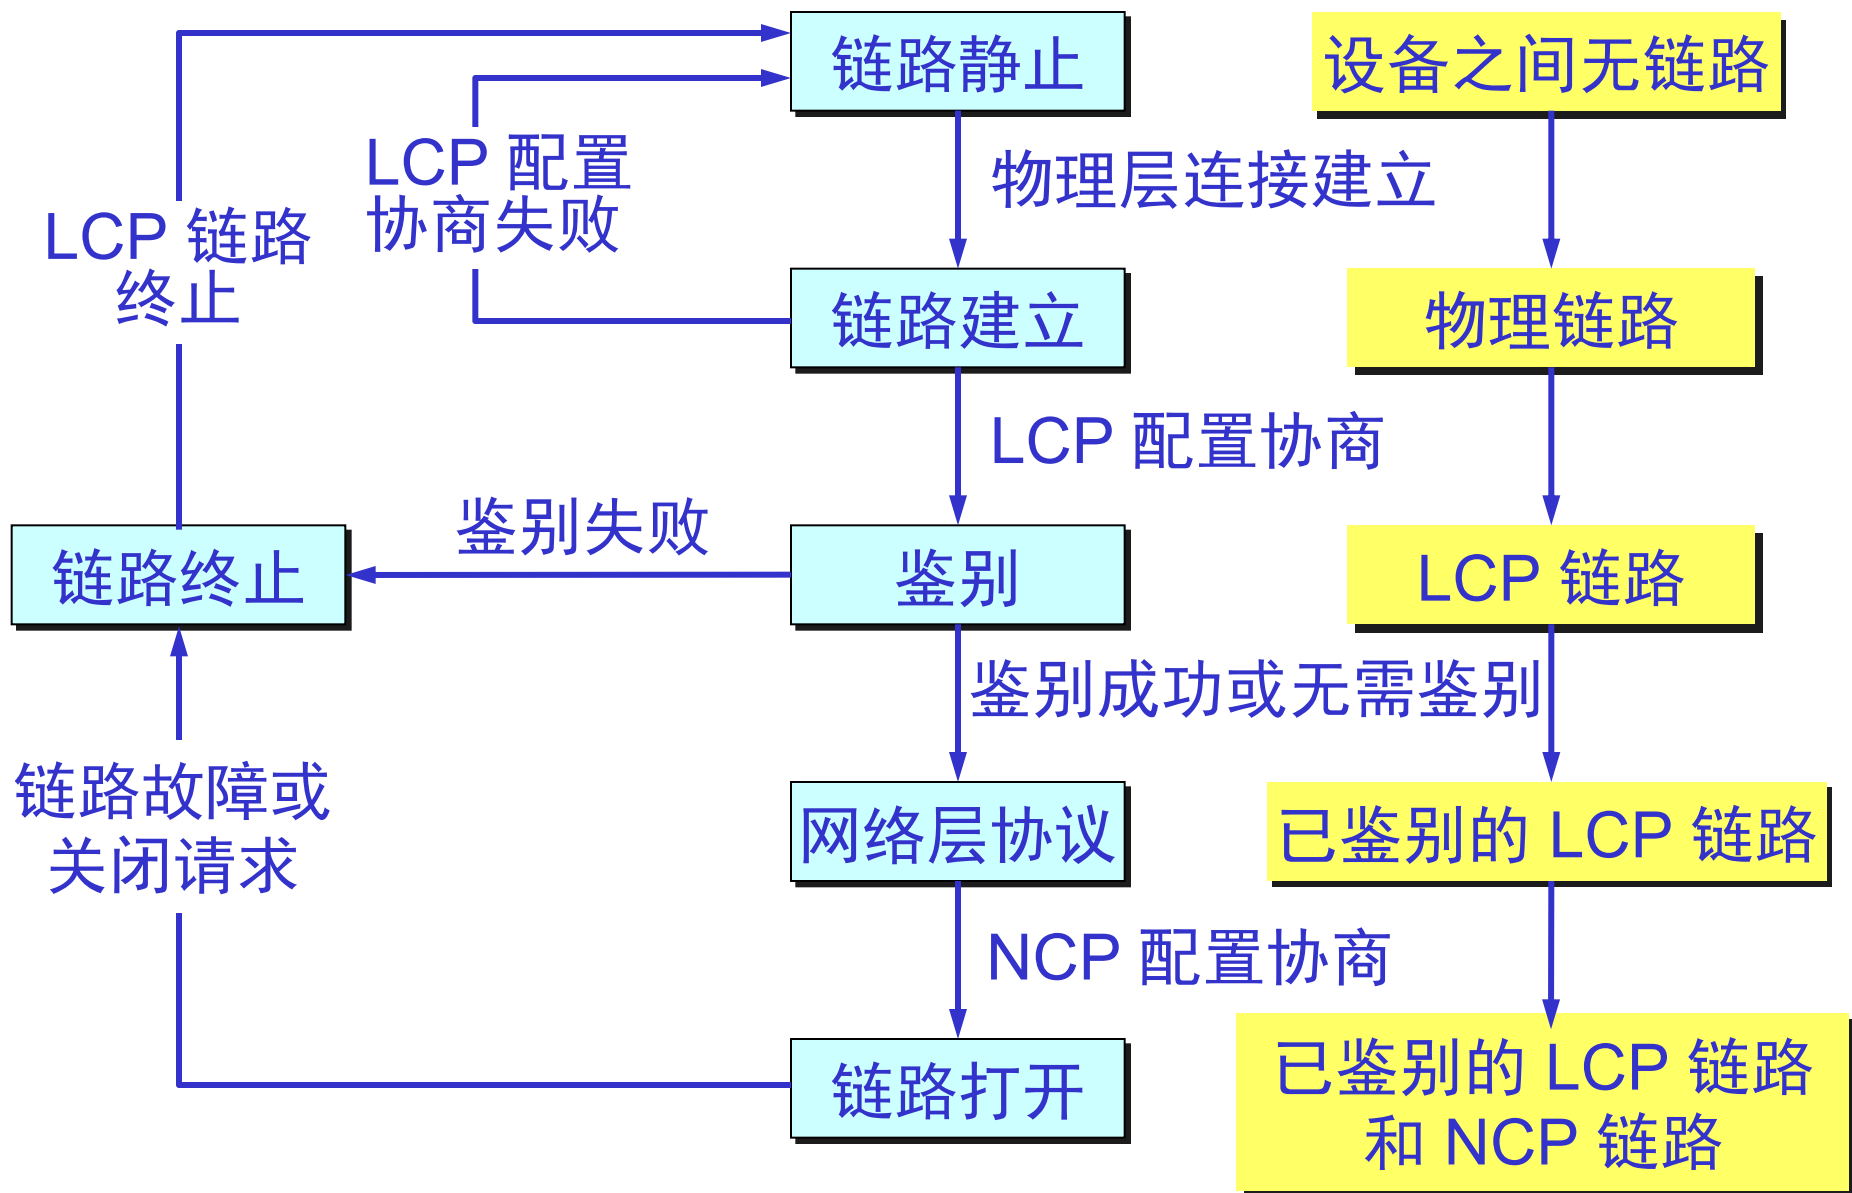 链路静止
设备之间无链路
LCP 配置
协商失败
物理层连接建立
LCP 链路
终止
链路建立
物理链路
LCP 配置协商
鉴别失败
链路终止
鉴别
LCP 链路
鉴别成功或无需鉴别
链路故障或
关闭请求
网络层协议
已鉴别的 LCP 链路
NCP 配置协商
链路打开
已鉴别的 LCP 链路
和 NCP 链路